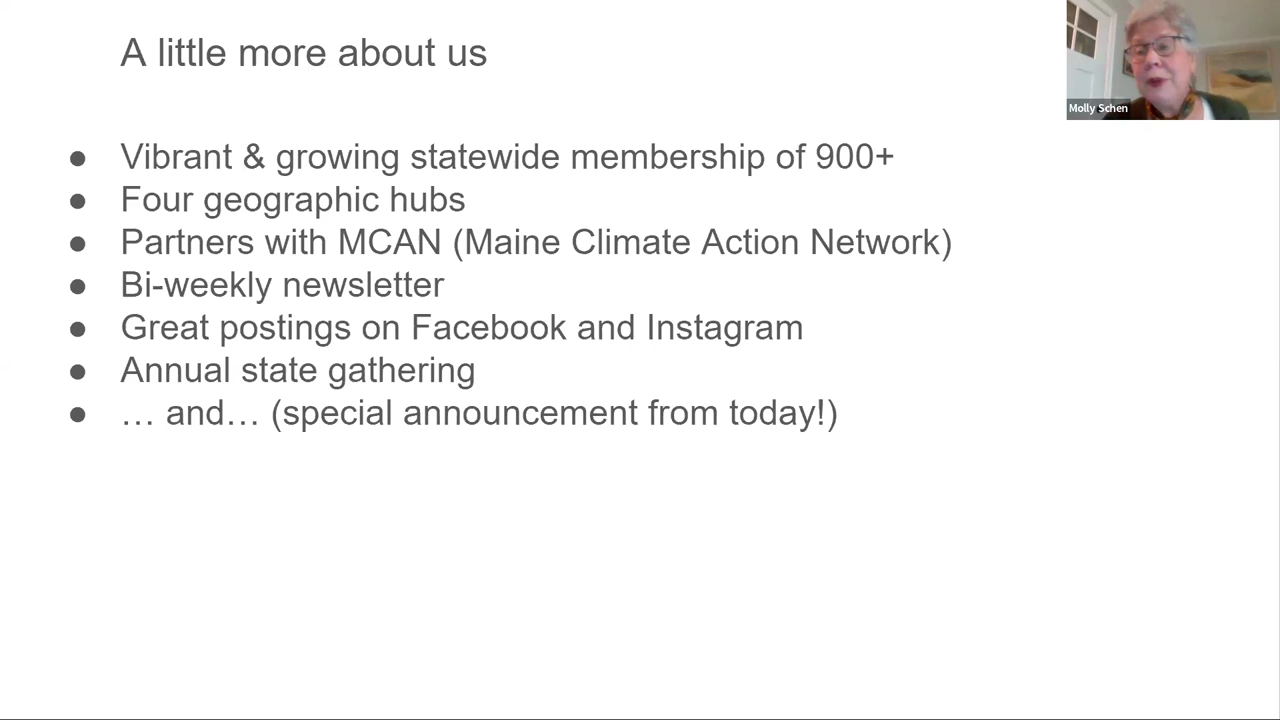 A little more about us
Molly Schen
● Vibrant & growing statewide membership of 900+
● Four geographic hubs
● Partners with MCAN (Maine Climate Action Network)
● Bi-weekly newsletter
● Great postings on Facebook and Instagram
● Annual state gathering
● … and… (special announcement from today!)